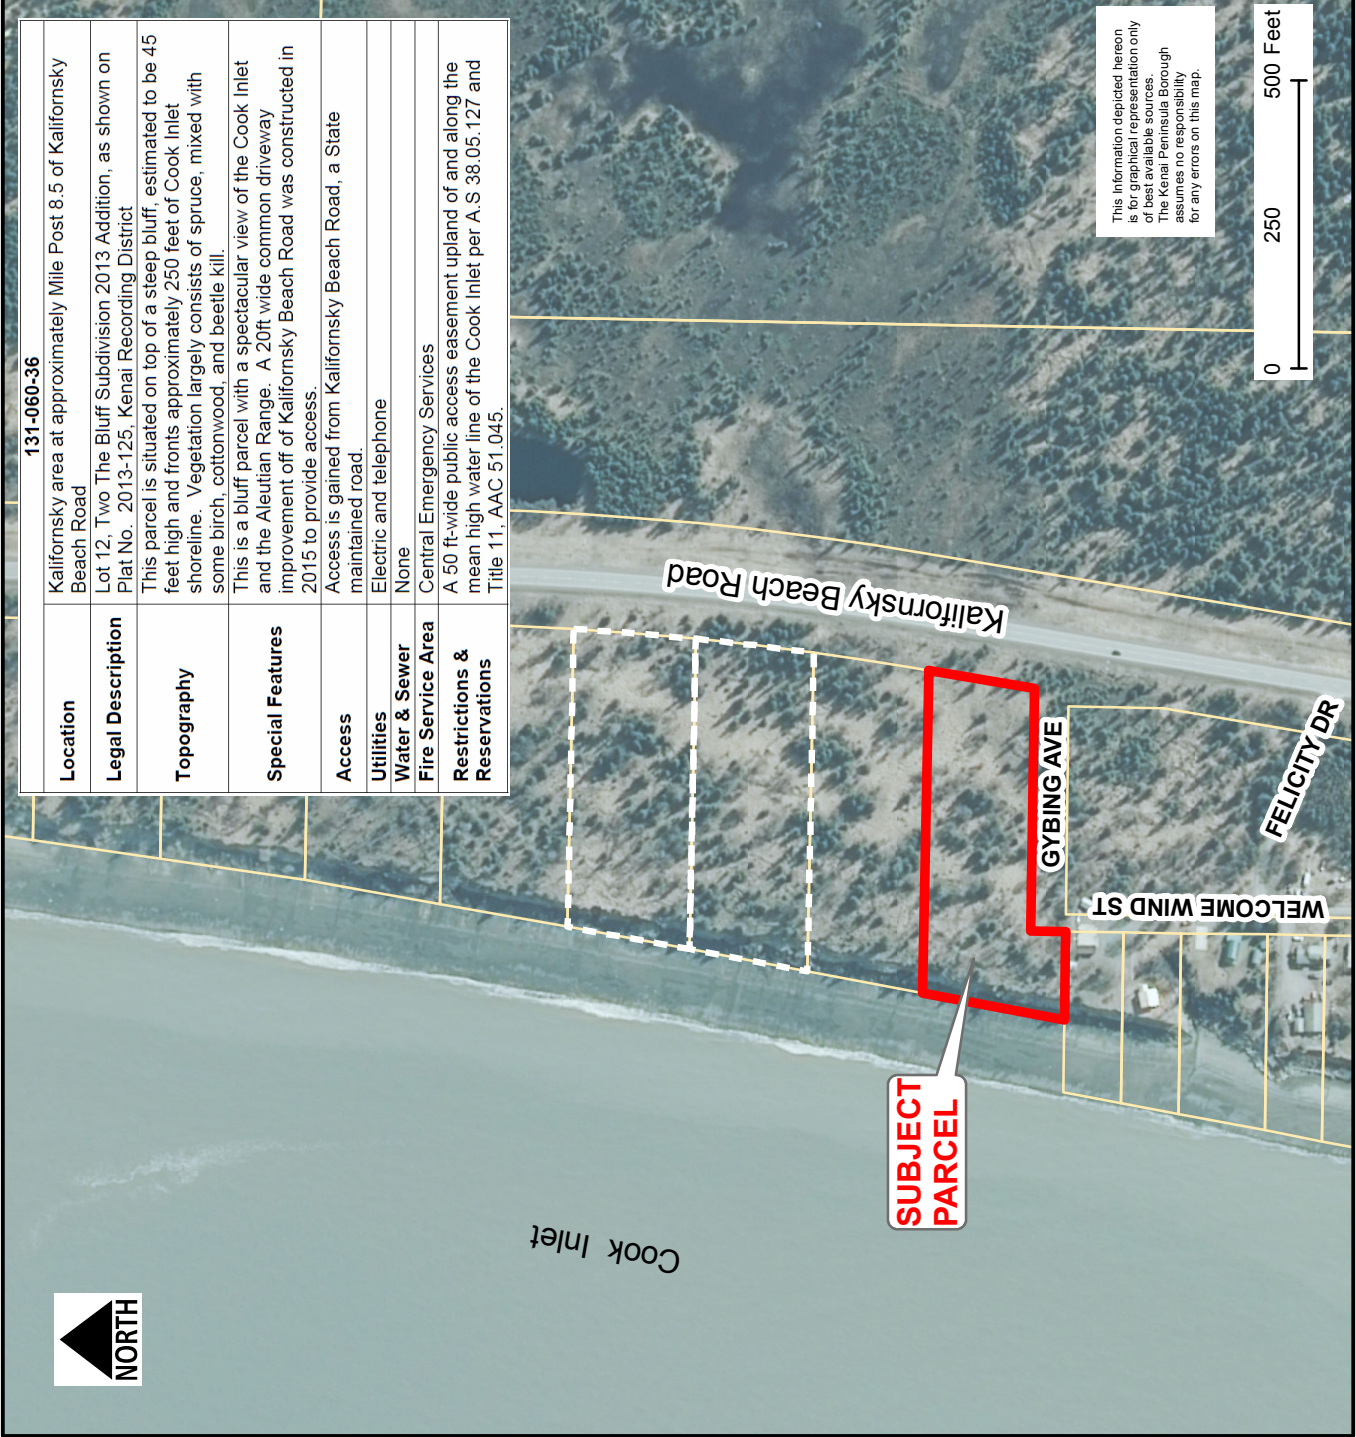 131-060-36
Location
Kalifornsky area at approximately Mile Post 8.5 of Kalifornsky
Beach Road
Legal Description
Lot 12, Two The Bluff Subdivision 2013 Addition, as shown on
Plat No. 2013-125, Kenai Recording District
Topography
This parcel is situated on top of a steep bluff, estimated to be 45
feet high and fronts approximately 250 feet of Cook Inlet
shoreline. Vegetation largely consists of spruce, mixed with
some birch, cottonwood, and beetle kill.
Special Features
This is a bluff parcel with a spectacular view of the Cook Inlet
and the Aleutian Range. A 20ft wide common driveway
improvement off of Kalifornsky Beach Road was constructed in
2015 to provide access.
Access
Access is gained from Kalifornsky Beach Road, a State
maintained road.
Utilities
Electric and telephone
Water & Sewer
None
Fire Service Area
Central Emergency Services
Restrictions &
Reservations
A 50 ft-wide public access easement upland of and along the
mean high water line of the Cook Inlet per A.S 38.05.127 and
Title 11, AAC 51.045.
Kalifornsky Beach Road
GYBING AVE
WELCOME WIND ST
FELICITY DR
SUBJECT
PARCEL
Cook Inlet
NORTH
This Information depicted hereon
is for graphical representation only
of best available sources.
The Kenai Peninsula Borough
assumes no responsibility
for any errors on this map.
0 250 500 Feet